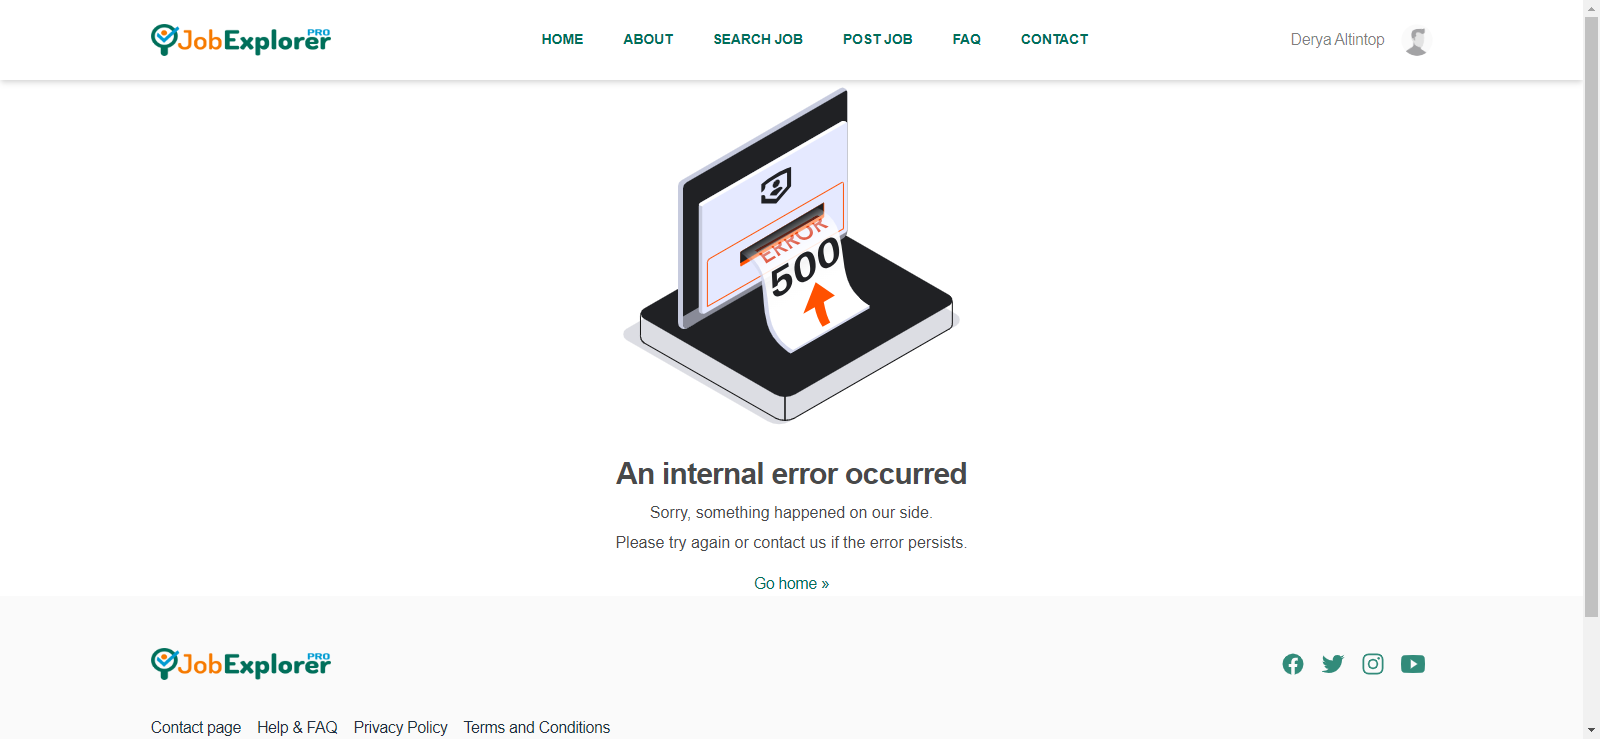 JobExplorer PRO
HOME ABOUT SEARCH JOB POST JOB FAQ CONTACT
Derya Altintop
ERROR
500
An internal error occurred
Sorry, something happened on our side.
Please try again or contact us if the error persists.
Go home »
JobExplorer PRO
Contact page Help & FAQ Privacy Policy Terms and Conditions